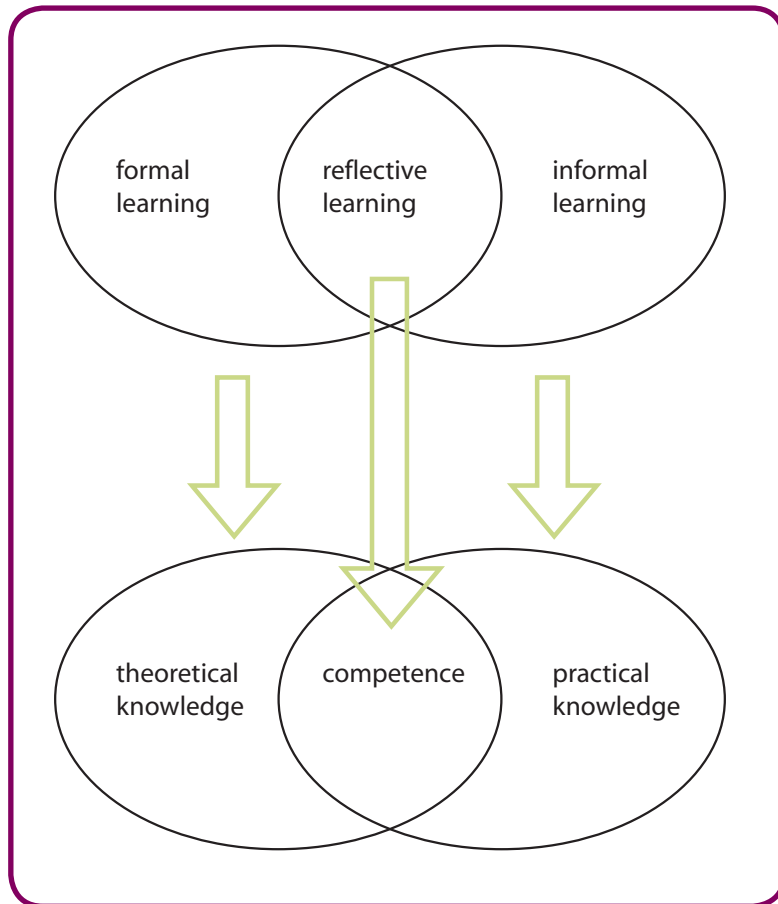 formal
learning
reflective
learning
informal
learning
theoretical
knowledge
competence
practical
knowledge